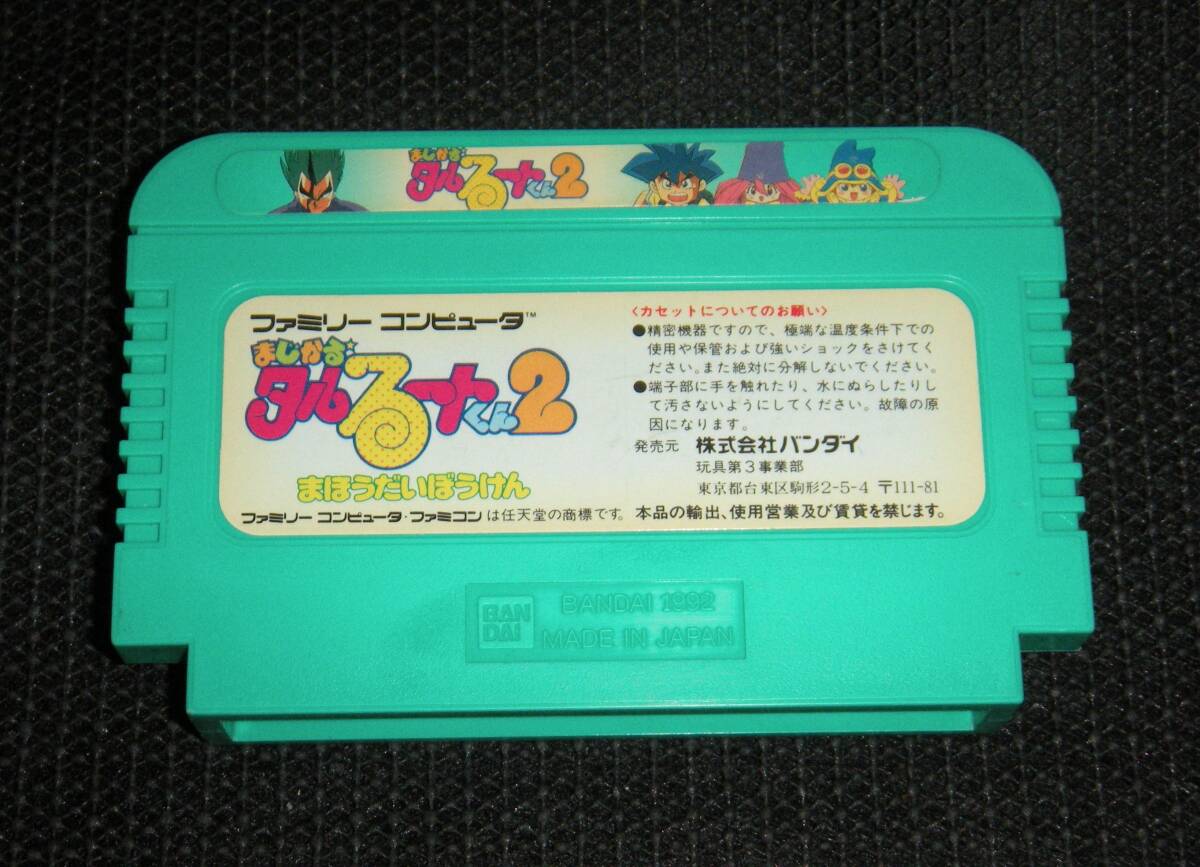 まじかる☆
タルるートくん2
ファミリー コンピュータ™
まじかる☆
タルるートくん2
まほうだいぼうけん
ファミリー コンピュータ・ファミコン は任天堂の商標です。
〈カセットについてのお願い〉
●精密機器ですので、極端な温度条件下での
使用や保管および強いショックをさけてく
ださい。また絶対に分解しないでください。
●端子部に手を触れたり、水にぬらしたりし
て汚さないようにしてください。故障の原
因になります。
発売元 株式会社バンダイ
玩具第3事業部
東京都台東区駒形2-5-4 〒111-81
本品の輸出、使用営業及び賃貸を禁じます。
BAN
DAI
BANDAI 1992
MADE IN JAPAN